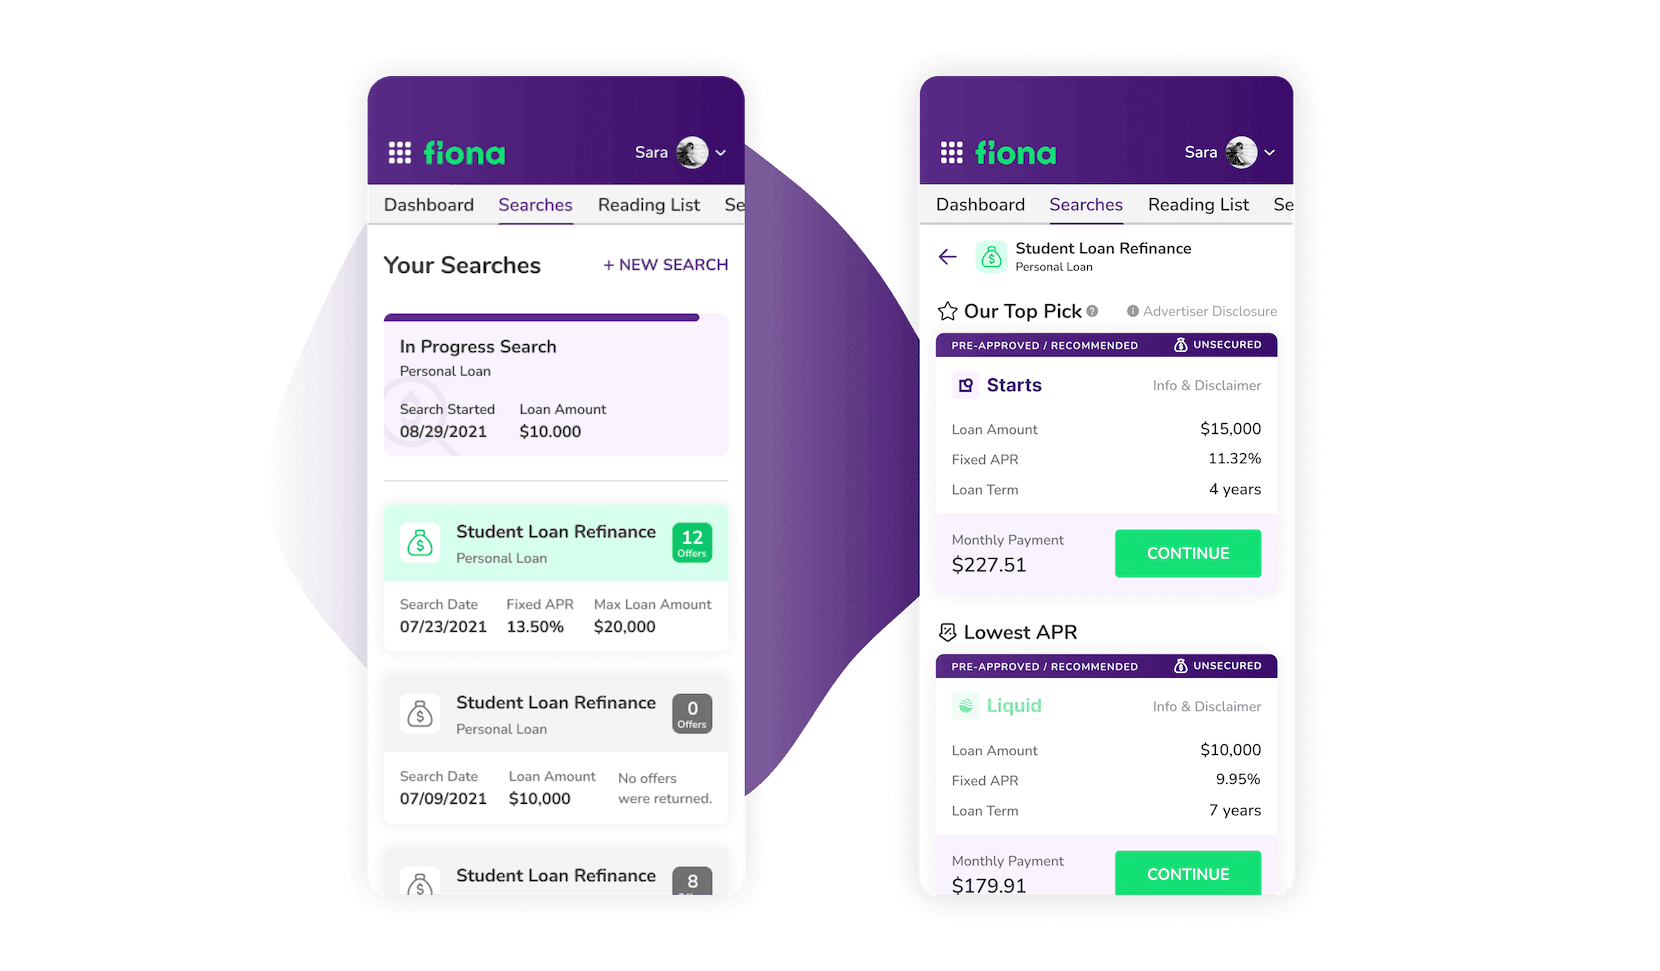 fiona
Sara
Dashboard Searches Reading List Se
Your Searches + NEW SEARCH
In Progress Search
Personal Loan
Search Started Loan Amount
08/29/2021 $10.000
Student Loan Refinance
Personal Loan
12
Offers
Search Date Fixed APR Max Loan Amount
07/23/2021 13.50% $20,000
Student Loan Refinance
Personal Loan
0
Offers
Search Date Loan Amount No offers
07/09/2021 $10,000 were returned.
Student Loan Refinance
8
fiona
Sara
Dashboard Searches Reading List Se
Student Loan Refinance
Personal Loan
Our Top Pick ? i Advertiser Disclosure
PRE-APPROVED / RECOMMENDED $ UNSECURED
Starts Info & Disclaimer
Loan Amount $15,000
Fixed APR 11.32%
Loan Term 4 years
Monthly Payment
$227.51
CONTINUE
Lowest APR
PRE-APPROVED / RECOMMENDED $ UNSECURED
Liquid Info & Disclaimer
Loan Amount $10,000
Fixed APR 9.95%
Loan Term 7 years
Monthly Payment
$179.91
CONTINUE